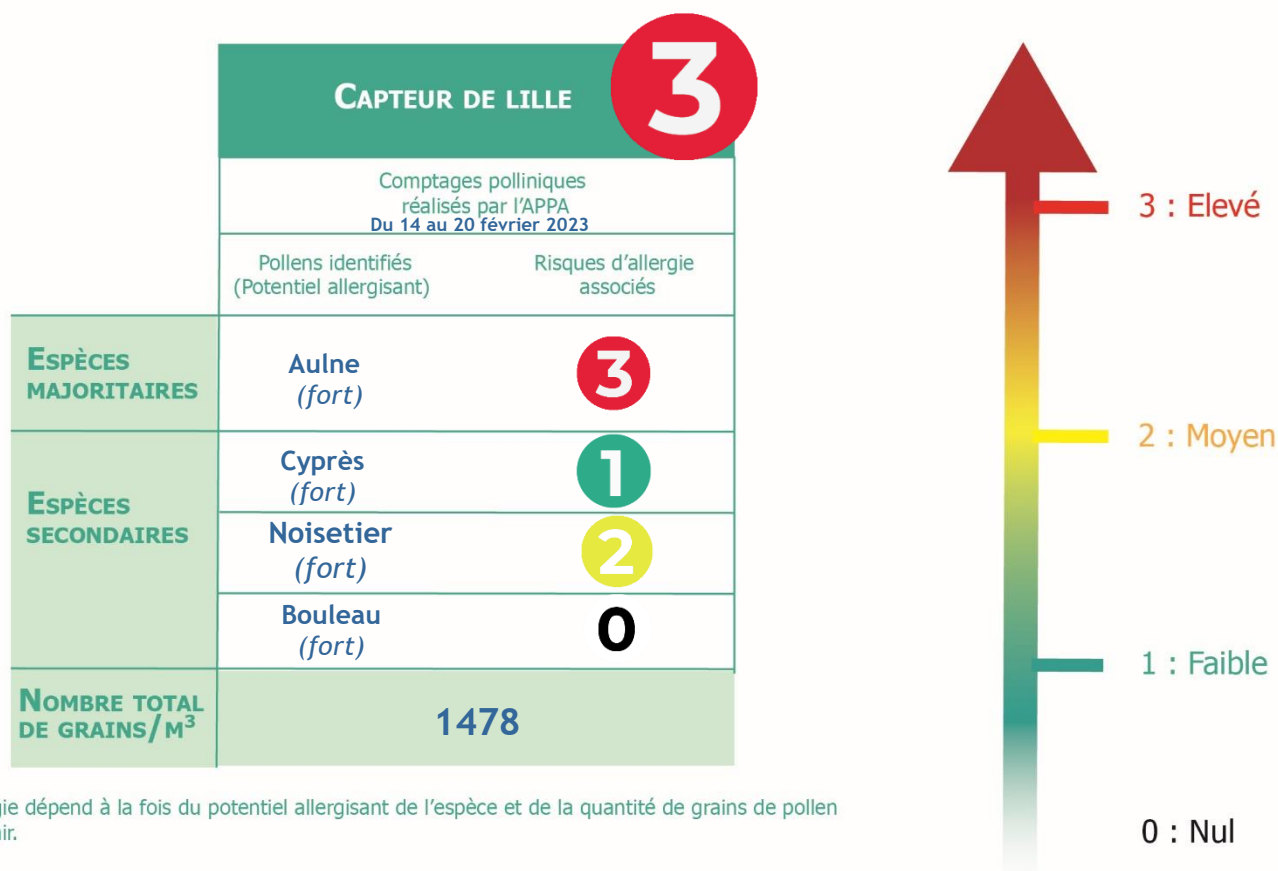 CAPTEUR DE LILLE
3
Comptages polliniques
réalisés par l'APPA
Du 14 au 20 février 2023
Pollens identifiés
(Potentiel allergisant)
Risques d'allergie
associés
ESPÈCES
MAJORITAIRES
Aulne
(fort)
3
ESPÈCES
SECONDAIRES
Cyprès
(fort)
1
Noisetier
(fort)
2
Bouleau
(fort)
0
NOMBRE TOTAL
DE GRAINS/M³
1478
gie dépend à la fois du potentiel allergisant de l'espèce et de la quantité de grains de pollen
ir.
3 : Elevé
2 : Moyen
1 : Faible
0 : Nul